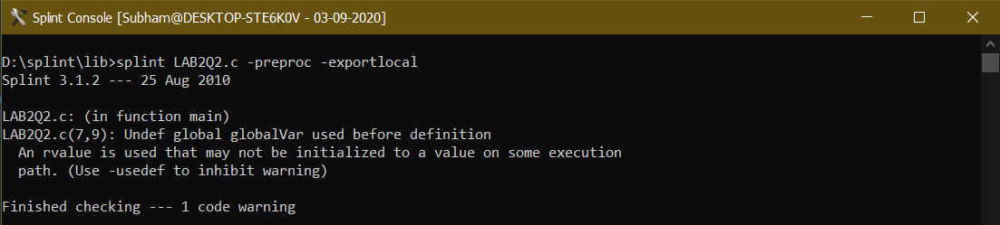 Splint Console [Subham@DESKTOP-STE6K0V - 03-09-2020]
D:\splint\lib>splint LAB2Q2.c -preproc -exportlocal
Splint 3.1.2 --- 25 Aug 2010
LAB2Q2.c: (in function main)
LAB2Q2.c(7,9): Undef global globalVar used before definition
An rvalue is used that may not be initialized to a value on some execution
path. (Use -usedef to inhibit warning)
Finished checking --- 1 code warning